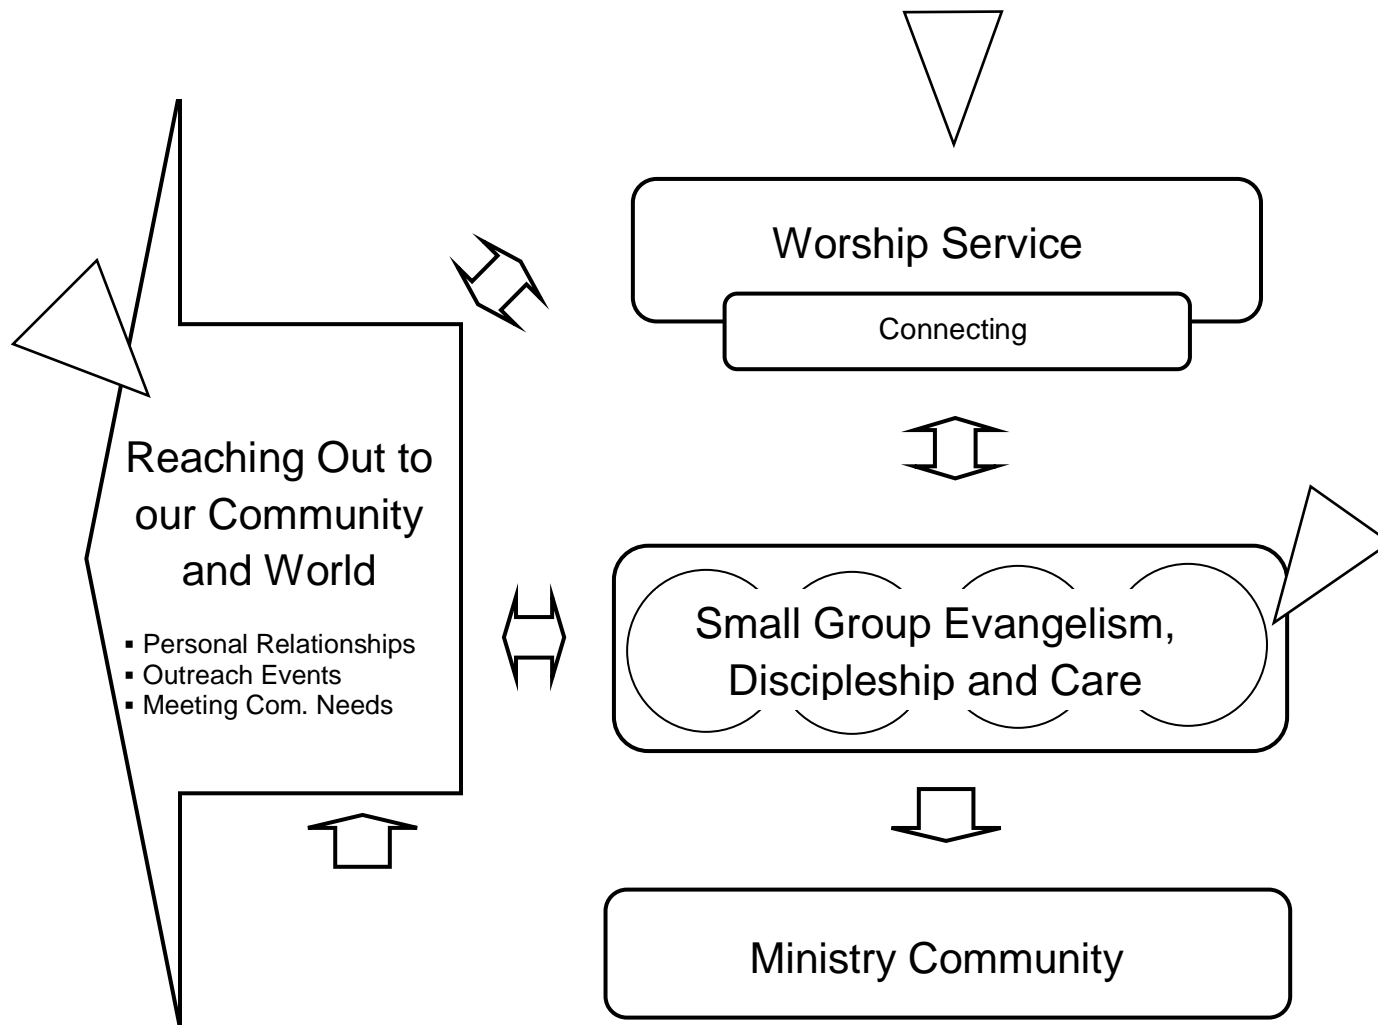 Worship Service
Connecting
Reaching Out to
our Community
and World
▪ Personal Relationships
▪ Outreach Events
▪ Meeting Com. Needs
Small Group Evangelism,
Discipleship and Care
Ministry Community